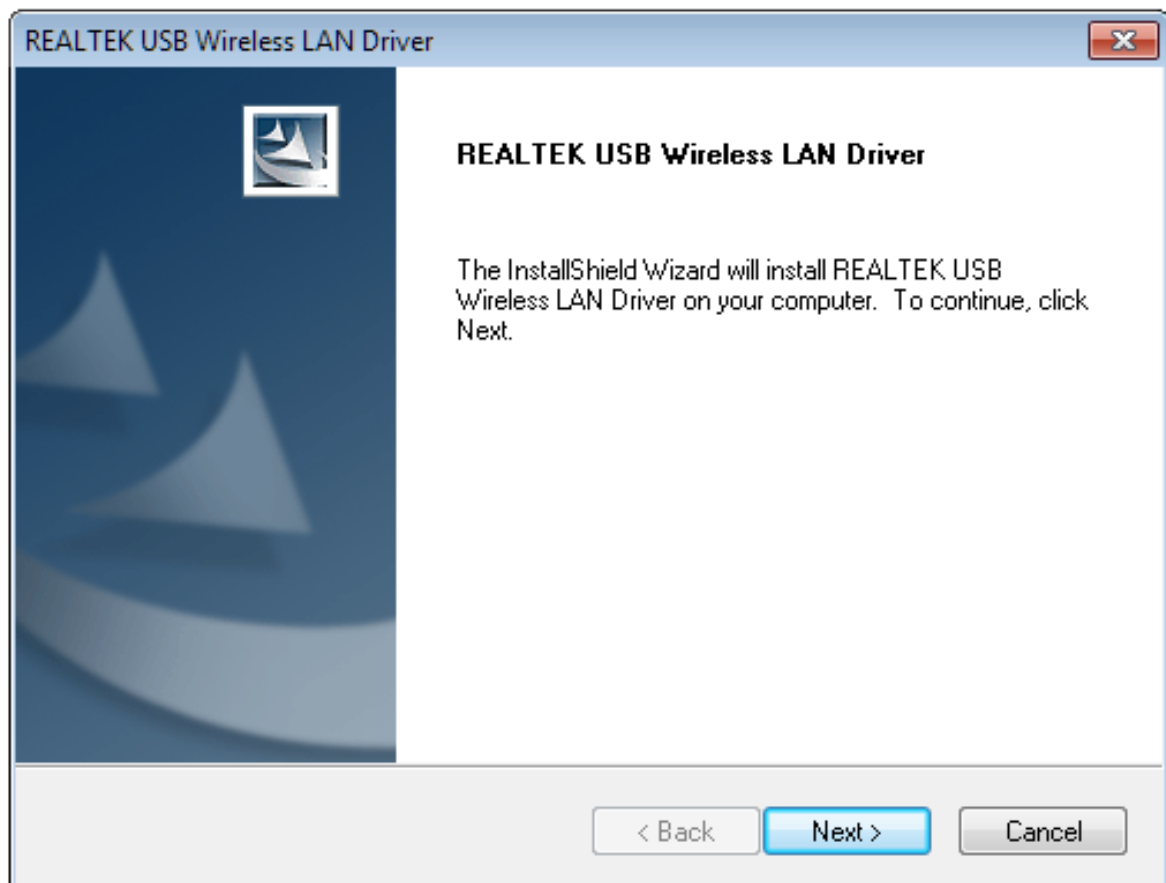 REALTEK USB Wireless LAN Driver
REALTEK USB Wireless LAN Driver
The InstallShield Wizard will install REALTEK USB
Wireless LAN Driver on your computer.  To continue, click
Next.
< Back
Next >
Cancel